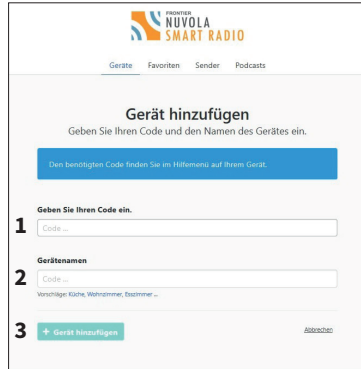 FRONTIER
NUVOLA
SMART RADIO
Geräte Favoriten Sender Podcasts
Gerät hinzufügen
Geben Sie Ihren Code und den Namen des Gerätes ein.
Den benötigten Code finden Sie im Hilfemenü auf Ihrem Gerät.
Geben Sie Ihren Code ein.
1 Code ...
Gerätenamen
2 Code ...
Vorschläge: Küche, Wohnzimmer, Esszimmer ...
3 + Gerät hinzufügen Abbrechen